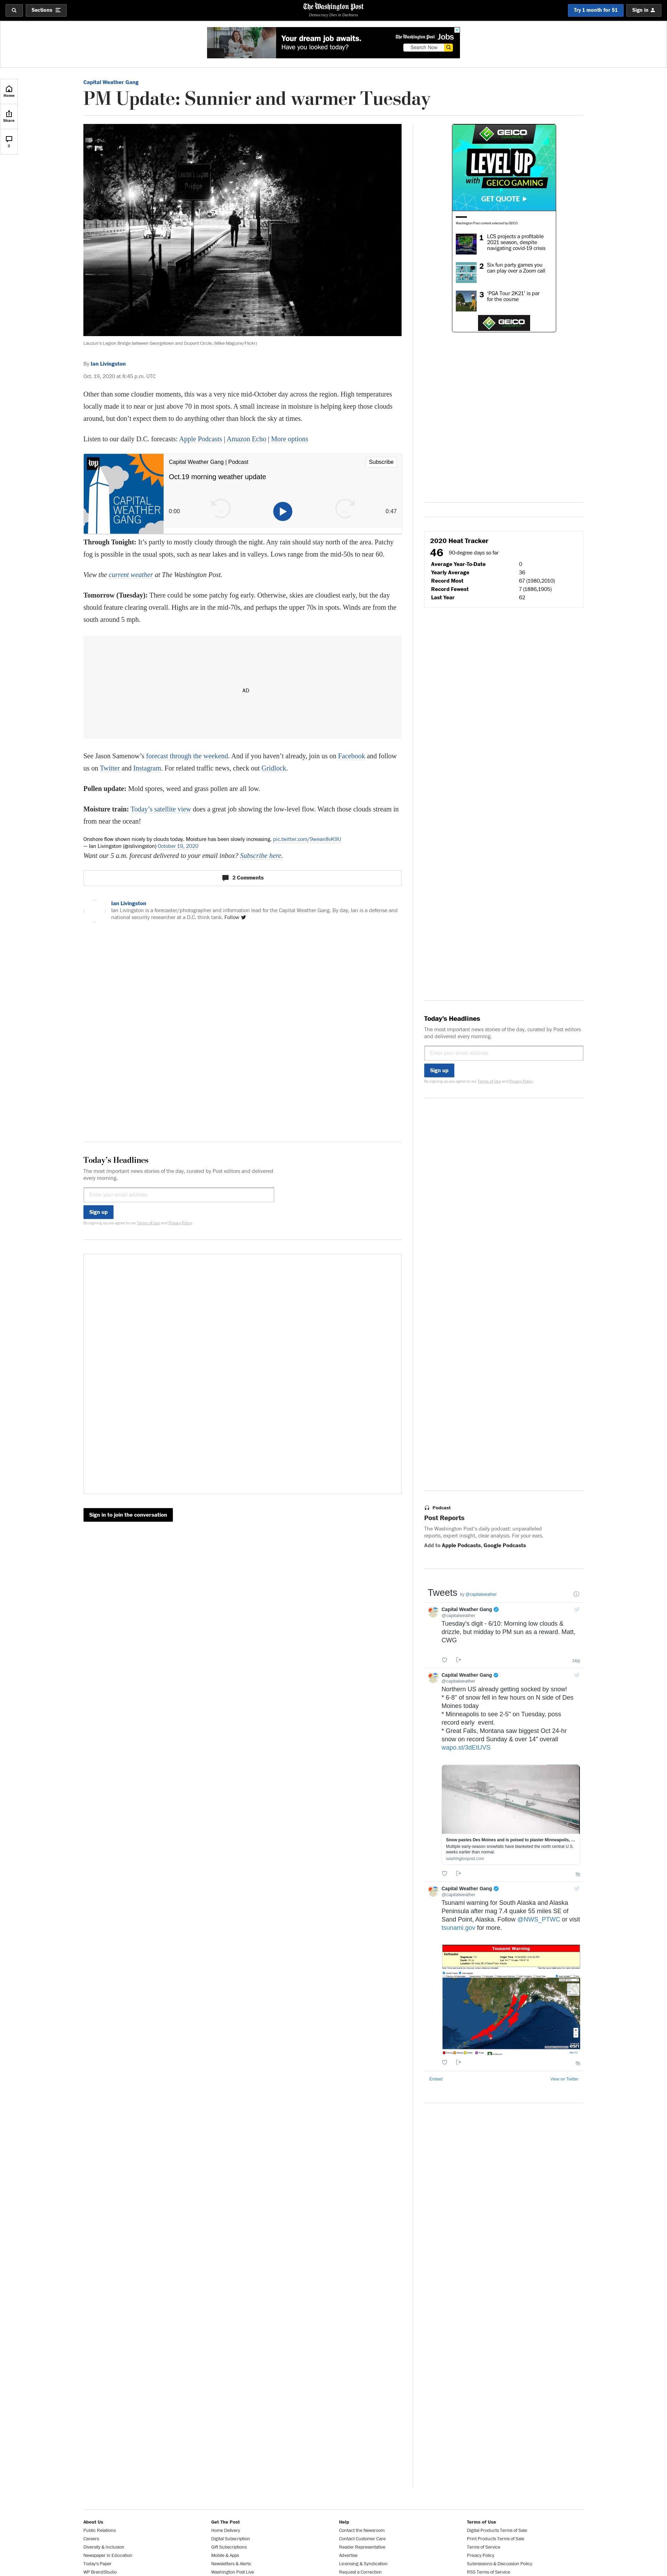 Sections
The Washington Post
Democracy Dies in Darkness
Try 1 month for $1
Sign in
Your dream job awaits.
Have you looked today?
The Washington Post Jobs
Search Now
Home
Share
2
Capital Weather Gang
PM Update: Sunnier and warmer Tuesday
Lauzun's Legion Bridge between Georgetown and Dupont Circle. (Mike Maguire/Flickr)
By Ian Livingston
Oct. 19, 2020 at 8:45 p.m. UTC
Other than some cloudier moments, this was a very nice mid-October day across the region. High temperatures
locally made it to near or just above 70 in most spots. A small increase in moisture is helping keep those clouds
around, but don't expect them to do anything other than block the sky at times.
Listen to our daily D.C. forecasts: Apple Podcasts | Amazon Echo | More options
wp
CAPITAL
WEATHER
GANG
Capital Weather Gang | Podcast
Subscribe
Oct.19 morning weather update
0:00
0:47
Through Tonight: It's partly to mostly cloudy through the night. Any rain should stay north of the area. Patchy
fog is possible in the usual spots, such as near lakes and in valleys. Lows range from the mid-50s to near 60.
View the current weather at The Washington Post.
Tomorrow (Tuesday): There could be some patchy fog early. Otherwise, skies are cloudiest early, but the day
should feature clearing overall. Highs are in the mid-70s, and perhaps the upper 70s in spots. Winds are from the
south around 5 mph.
AD
See Jason Samenow's forecast through the weekend. And if you haven't already, join us on Facebook and follow
us on Twitter and Instagram. For related traffic news, check out Gridlock.
Pollen update: Mold spores, weed and grass pollen are all low.
Moisture train: Today's satellite view does a great job showing the low-level flow. Watch those clouds stream in
from near the ocean!
Onshore flow shown nicely by clouds today. Moisture has been slowly increasing.
— Ian Livingston (@islivingston) October 19, 2020
Want our 5 a.m. forecast delivered to your email inbox? Subscribe here.
2 Comments
Ian Livingston
Ian Livingston is a forecaster/photographer and information lead for the Capital Weather Gang. By day, Ian is a defense and
national security researcher at a D.C. think tank. Follow
Today's Headlines
The most important news stories of the day, curated by Post editors and delivered
every morning.
Enter your email address
Sign up
By signing up you agree to our Terms of Use and Privacy Policy
Sign in to join the conversation
GEICO
LEVEL UP
with GEICO GAMING
GET QUOTE
Washington Post content selected by GEICO
1 LCS projects a profitable
2021 season, despite
navigating covid-19 crisis
2 Six fun party games you
can play over a Zoom call
3 'PGA Tour 2K21' is par
for the course
GEICO
2020 Heat Tracker
46 90-degree days so far
Average Year-To-Date 0
Yearly Average 36
Record Most 67 (1980,2010)
Record Fewest 7 (1886,1905)
Last Year 62
Today's Headlines
The most important news stories of the day, curated by Post editors
and delivered every morning.
Enter your email address
Sign up
By signing up you agree to our Terms of Use and Privacy Policy
Podcast
Post Reports
The Washington Post's daily podcast: unparalleled
reports, expert insight, clear analysis. For your ears.
Add to Apple Podcasts, Google Podcasts
Tweets by @capitalweather
Capital Weather Gang
@capitalweather
Tuesday's digit - 6/10: Morning low clouds &
drizzle, but midday to PM sun as a reward. Matt,
CWG
Capital Weather Gang
@capitalweather
Northern US already getting socked by snow!
* 6-8" of snow fell in few hours on N side of Des
Moines today
* Minneapolis to see 2-5" on Tuesday, poss
record early event.
* Great Falls, Montana saw biggest Oct 24-hr
snow on record Sunday & over 14" overall
wapo.st/3dEtUVS
Snow pastes Des Moines and is poised to plaster Minneapolis, ...
Multiple early-season snowfalls have blanketed the north central U.S.
weeks earlier than normal.
washingtonpost.com
Capital Weather Gang
@capitalweather
Tsunami warning for South Alaska and Alaska
Peninsula after mag 7.4 quake 55 miles SE of
Sand Point, Alaska. Follow @NWS_PTWC or visit
tsunami.gov for more.
Tsunami Warning
esri
Embed
View on Twitter
About Us
Public Relations
Careers
Diversity & Inclusion
Newspaper in Education
Today's Paper
WP BrandStudio
Get The Post
Home Delivery
Digital Subscription
Gift Subscriptions
Mobile & Apps
Newsletters & Alerts
Washington Post Live
Help
Contact the Newsroom
Contact Customer Care
Reader Representative
Advertise
Licensing & Syndication
Request a Correction
Terms of Use
Digital Products Terms of Sale
Print Products Terms of Sale
Terms of Service
Privacy Policy
Submissions & Discussion Policy
RSS Terms of Service